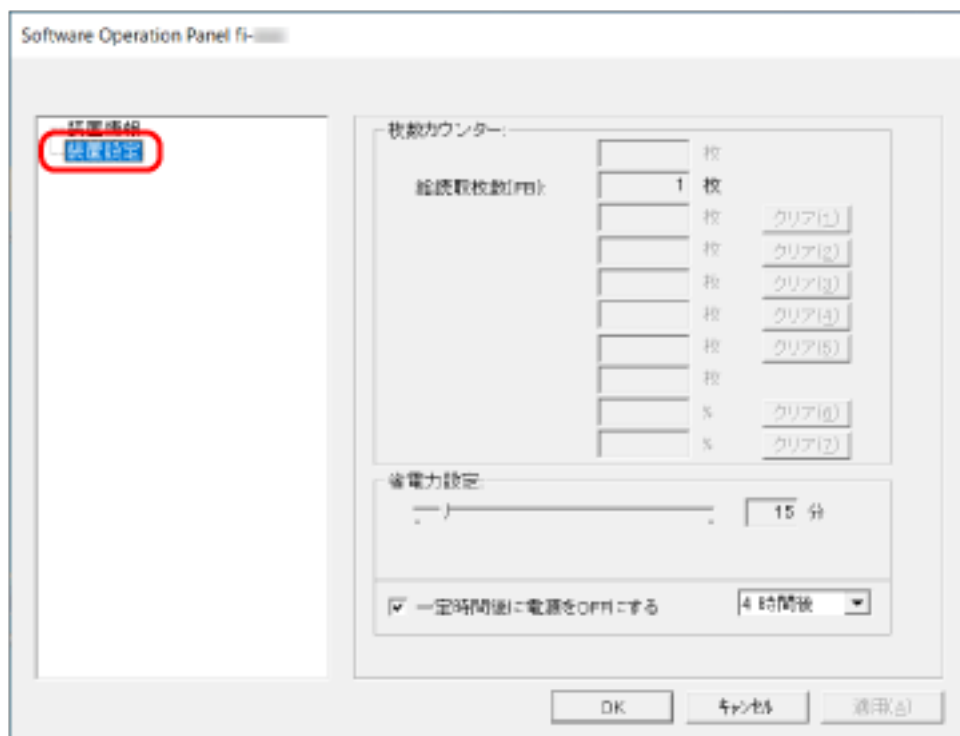 Software Operation Panel fi-
装置情報
装置設定
枚数カウンター:
枚
総読取枚数(FB): 1 枚
枚 クリア(1)
枚 クリア(2)
枚 クリア(3)
枚 クリア(4)
枚 クリア(5)
枚
% クリア(6)
% クリア(7)
省電力設定:
15 分
一定時間後に電源をOFFにする 4 時間後
OK キャンセル 適用(A)